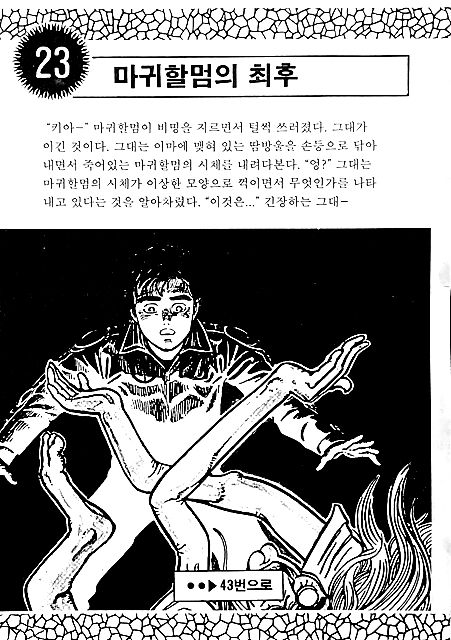 23
마귀할멈의 최후
“키아―” 마귀할멈이 비명을 지르면서 털썩 쓰러졌다. 그대가
이긴 것이다. 그대는 이마에 맺혀 있는 땀방울을 손등으로 닦아
내면서 죽어있는 마귀할멈의 시체를 내려다본다. “엉?” 그대는
마귀할멈의 시체가 이상한 모양으로 꺽이면서 무엇인가를 나타
내고 있다는 것을 알아차렸다. “이것은...” 긴장하는 그대―
••▶43번으로